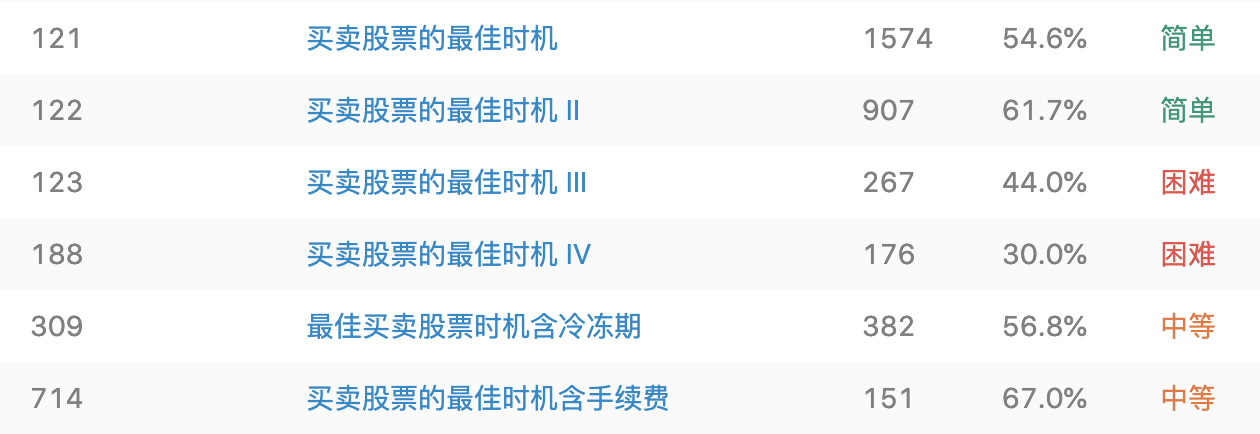 121 买卖股票的最佳时机 1574 54.6% 简单
122 买卖股票的最佳时机 II 907 61.7% 简单
123 买卖股票的最佳时机 III 267 44.0% 困难
188 买卖股票的最佳时机 IV 176 30.0% 困难
309 最佳买卖股票时机含冷冻期 382 56.8% 中等
714 买卖股票的最佳时机含手续费 151 67.0% 中等